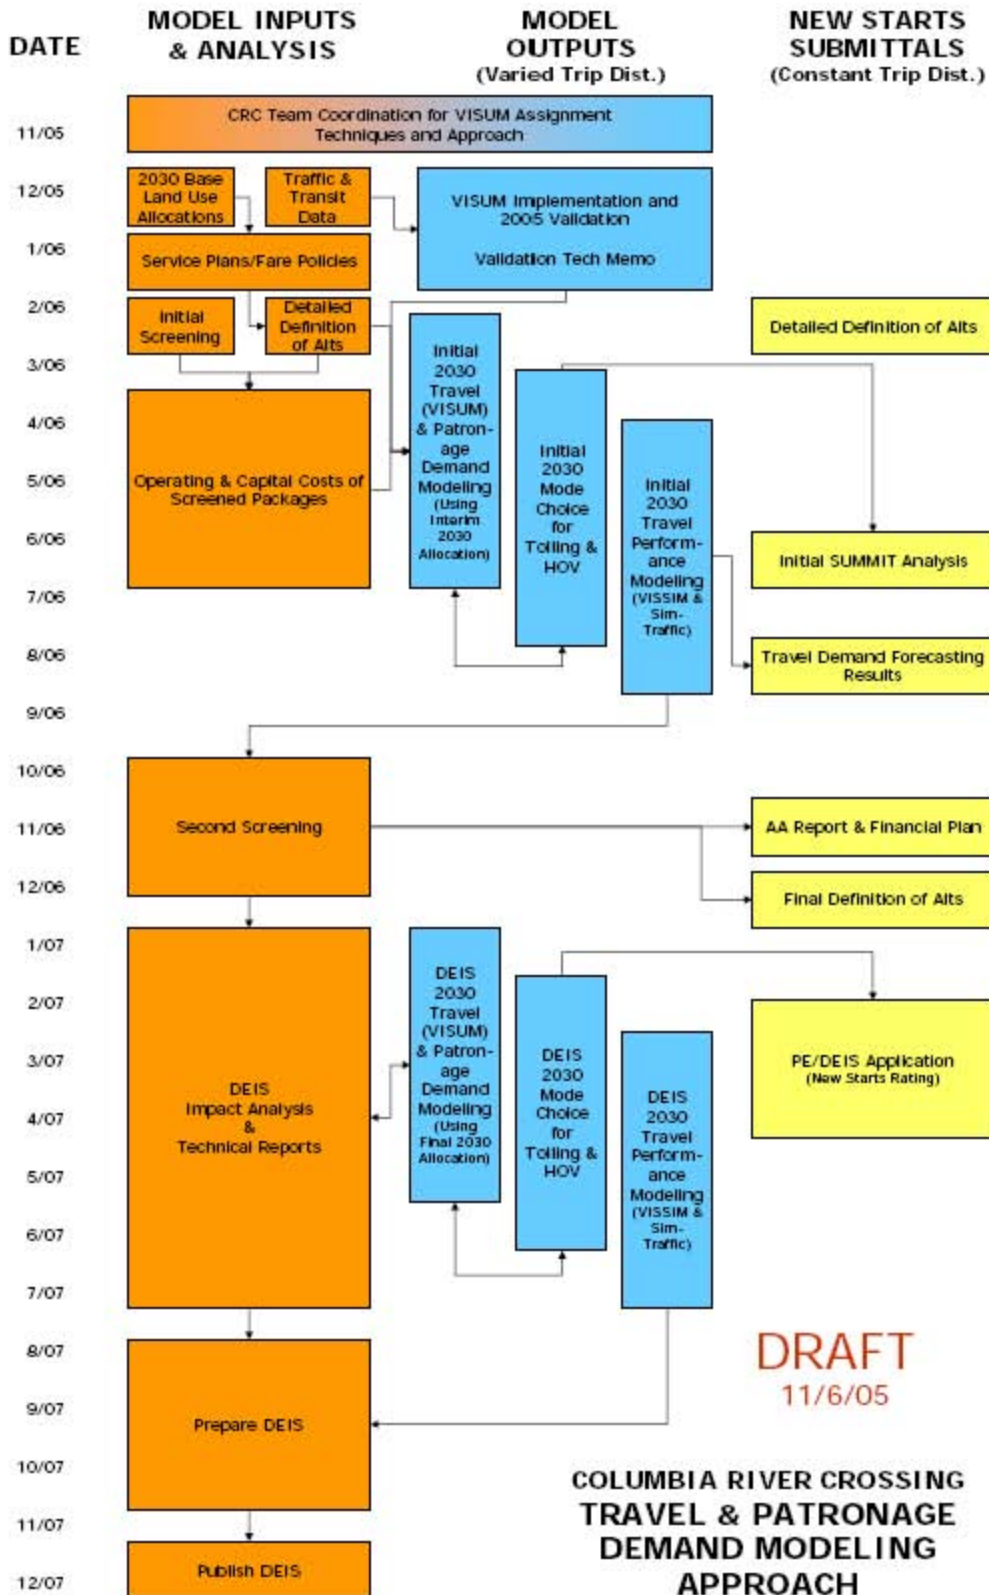 DATE
MODEL INPUTS
& ANALYSIS
MODEL
OUTPUTS
(Varied Trip Dist.)
NEW STARTS
SUBMITTALS
(Constant Trip Dist.)
11/05
CRC Team Coordination for VISUM Assignment
Techniques and Approach
12/05
2030 Base
Land Use
Allocations
Traffic &
Transit
Data
VISUM Implementation and
2005 Validation
Validation Tech Memo
1/06
Service Plans/Fare Policies
2/06
Initial
Screening
Detailed
Definition
of Alts
Detailed Definition of Alts
3/06
Initial
2030
Travel
(VISUM)
& Patron-
age
Demand
Modeling
(Using
Interim
2030
Allocation)
4/06
Operating & Capital Costs of
Screened Packages
Initial
2030
Mode
Choice
for
Tolling &
HOV
5/06
Initial
2030
Travel
Perform-
ance
Modeling
(VISSIM &
Sim-
Traffic)
6/06
Initial SUMMIT Analysis
7/06
8/06
Travel Demand Forecasting
Results
9/06
10/06
11/06
Second Screening
AA Report & Financial Plan
12/06
Final Definition of Alts
1/07
2/07
DEIS
2030
Travel
(VISUM)
& Patron-
age
Demand
Modeling
(Using
Final 2030
Allocation)
3/07
DEIS
2030
Mode
Choice
for
Tolling &
HOV
PE/DEIS Application
(New Starts Rating)
4/07
DEIS
Impact Analysis
&
Technical Reports
DEIS
2030
Travel
Perform-
ance
Modeling
(VISSIM &
Sim-
Traffic)
5/07
6/07
7/07
8/07
DRAFT
11/6/05
9/07
Prepare DEIS
10/07
11/07
Publish DEIS
12/07
COLUMBIA RIVER CROSSING
TRAVEL & PATRONAGE
DEMAND MODELING
APPROACH